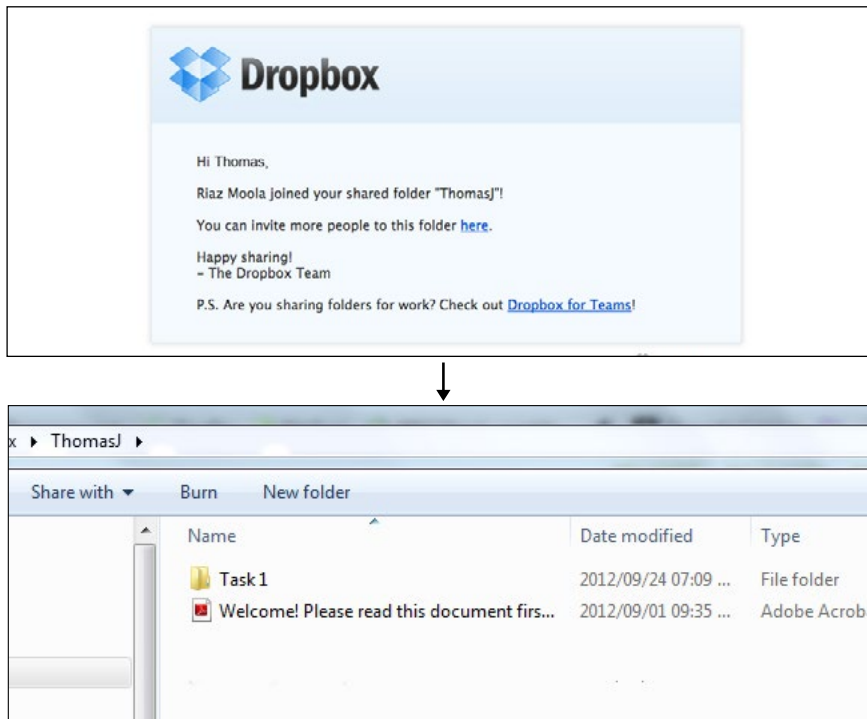 Dropbox
Hi Thomas,
Riaz Moola joined your shared folder "ThomasJ"!
You can invite more people to this folder here.
Happy sharing!
– The Dropbox Team
P.S. Are you sharing folders for work? Check out Dropbox for Teams!
x ▸ ThomasJ ▸
Share with ▾ Burn New folder
Name Date modified Type
Task 1 2012/09/24 07:09 ... File folder
Welcome! Please read this document firs... 2012/09/01 09:35 ... Adobe Acrob